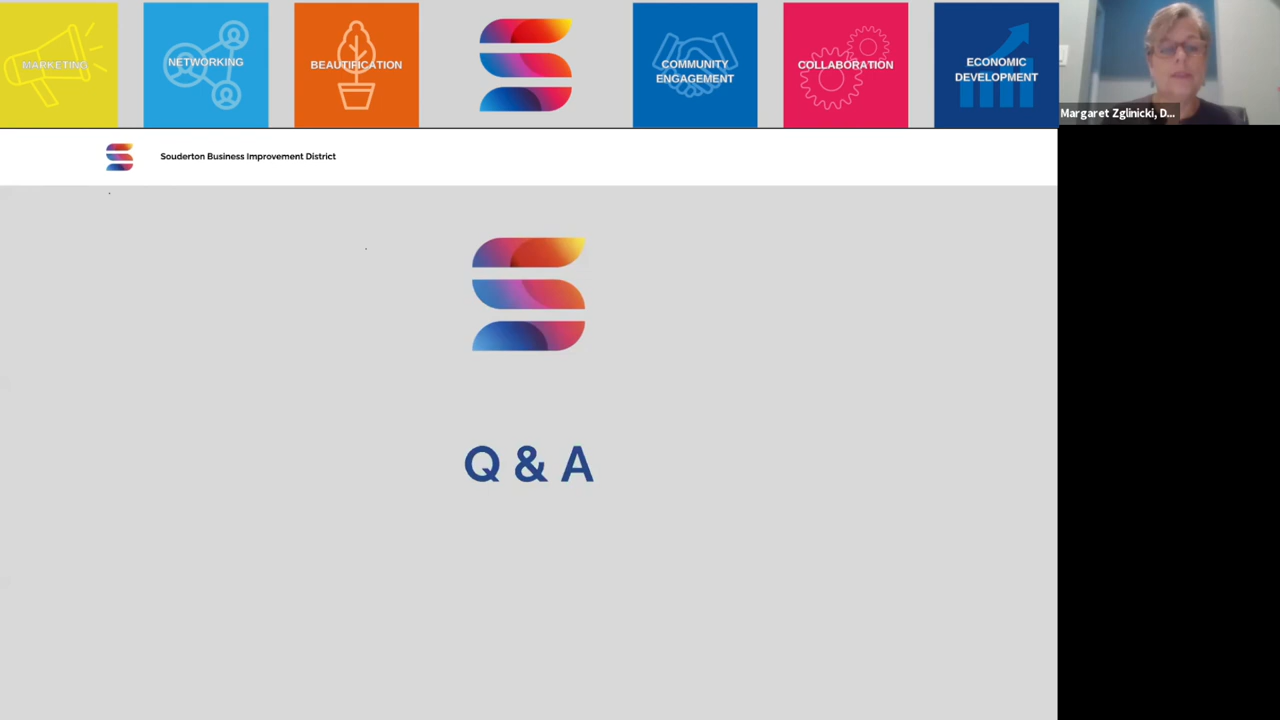 MARKETING
NETWORKING
BEAUTIFICATION
COMMUNITY
ENGAGEMENT
COLLABORATION
ECONOMIC
DEVELOPMENT
Margaret Zglinicki, D...
Souderton Business Improvement District
Q & A